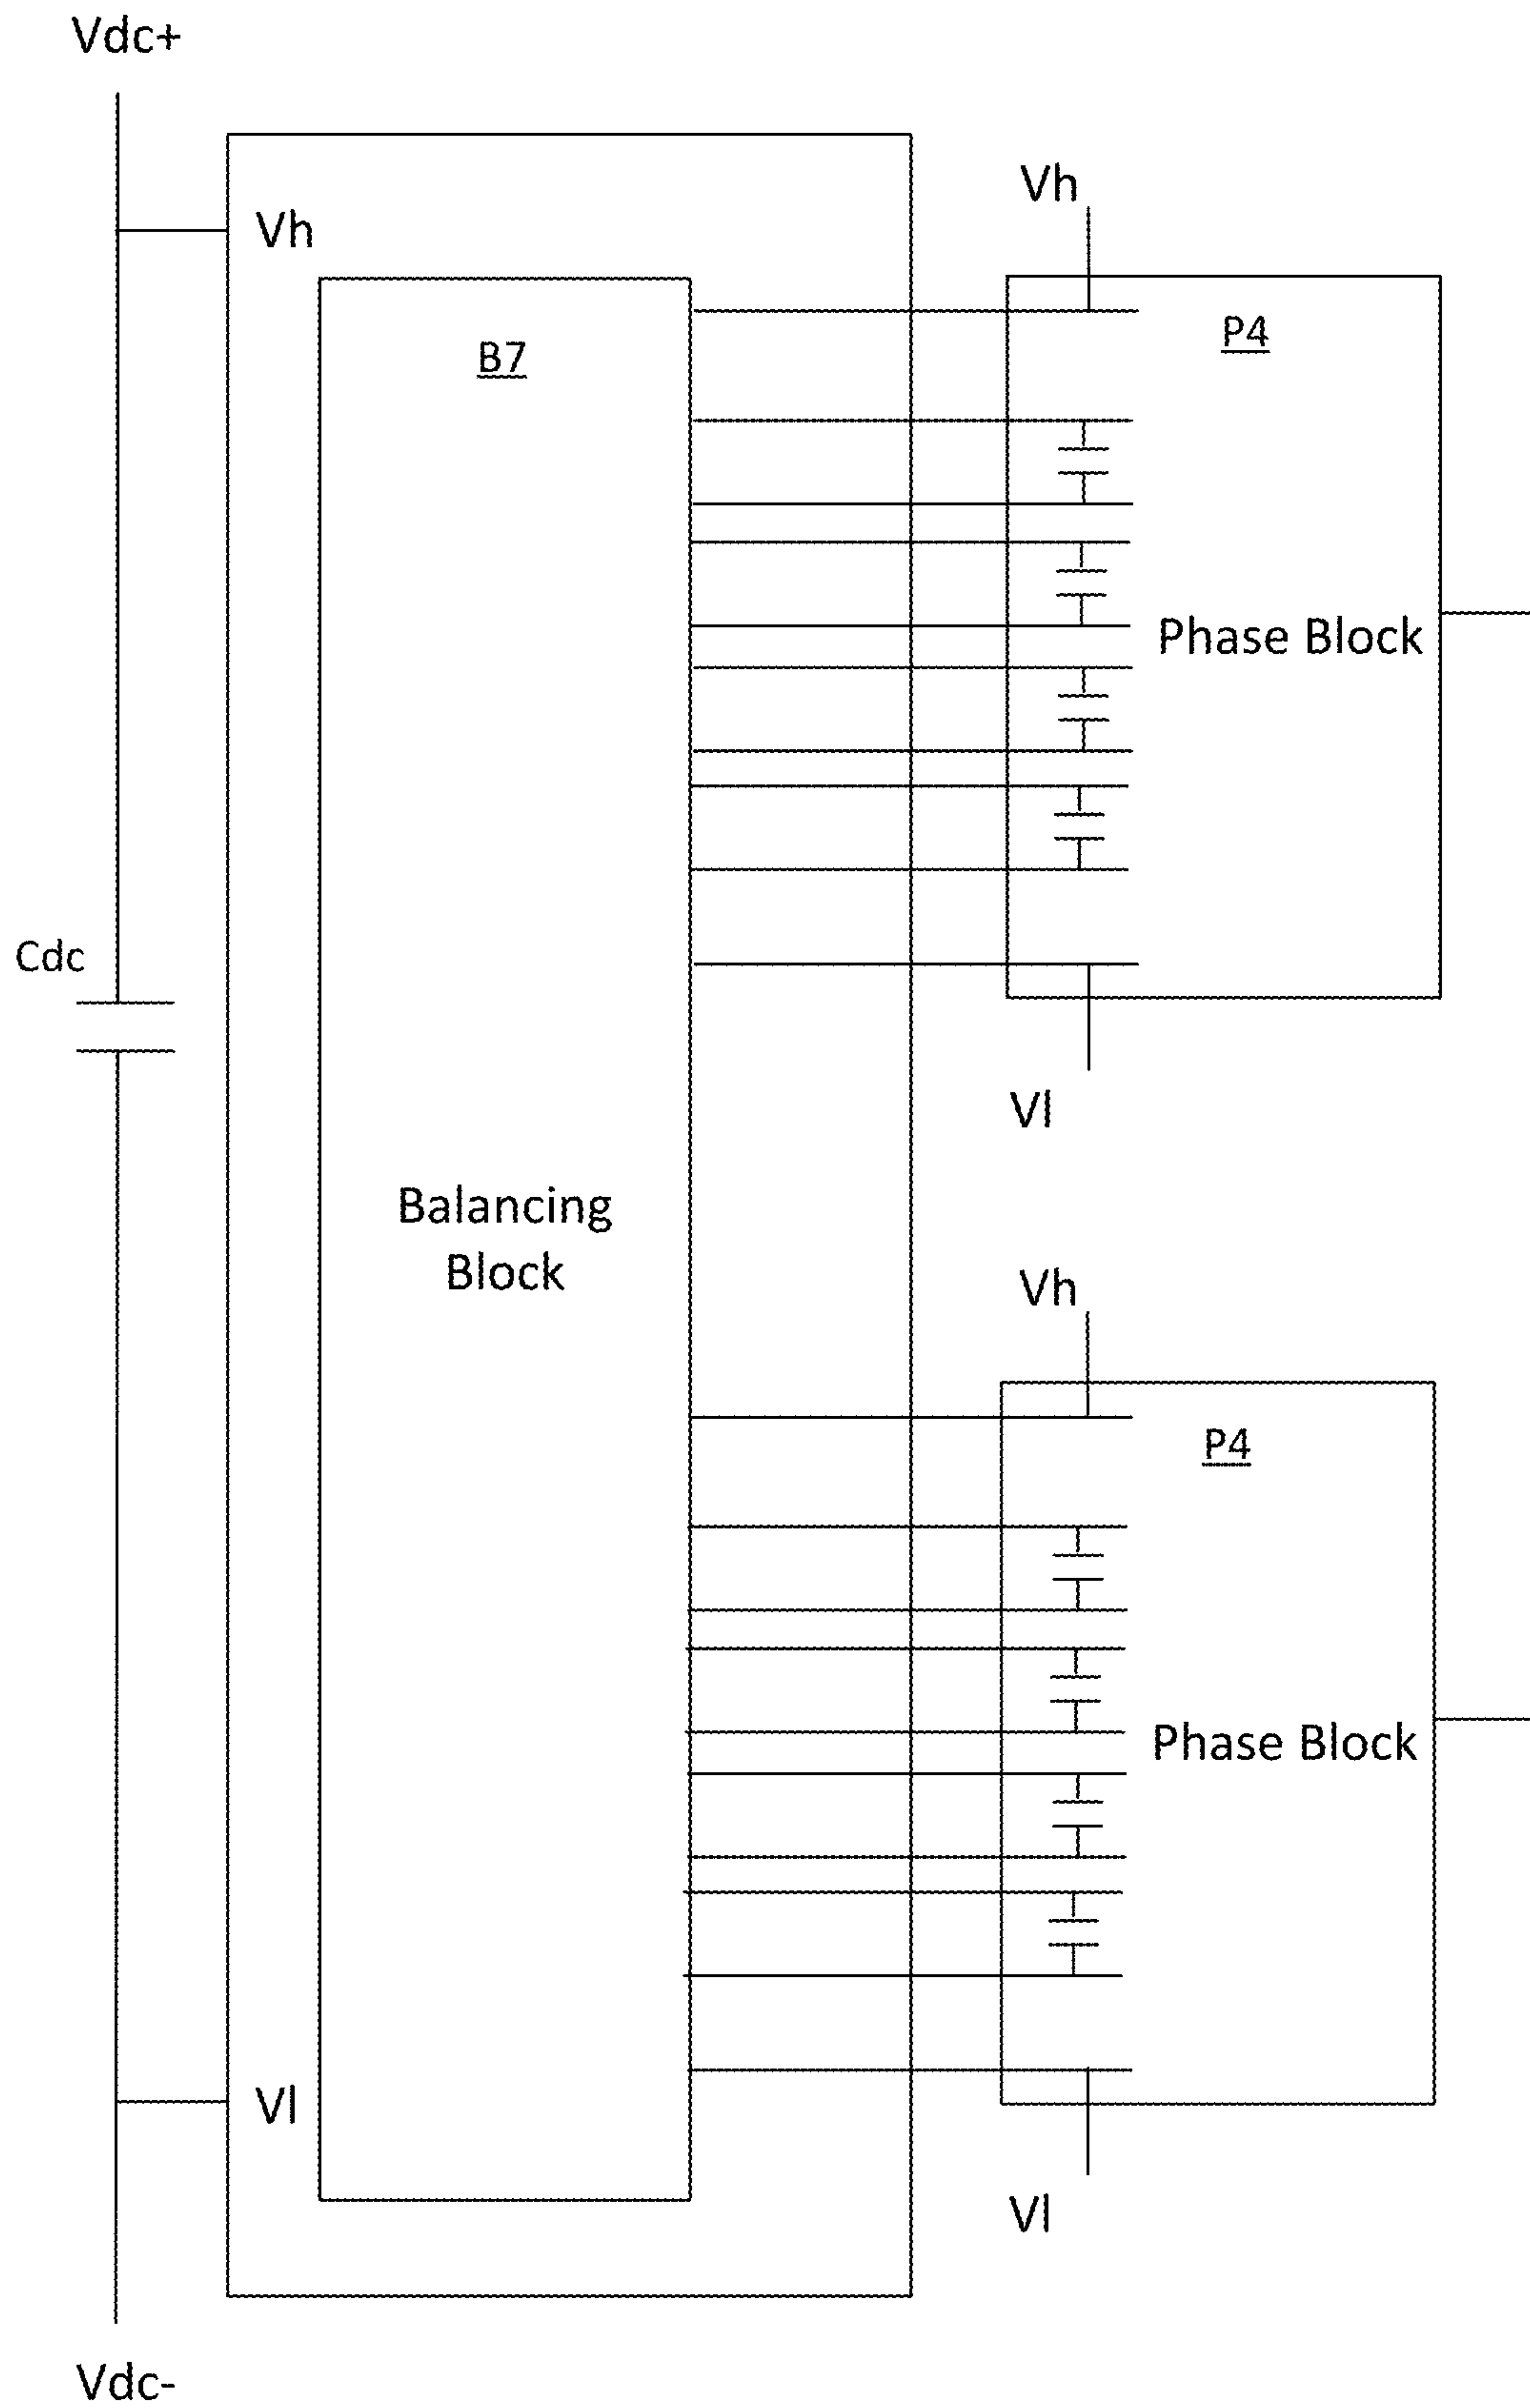 Vdc+
Vh
B7
Balancing
Block
Vl
Cdc
Vdc-
Vh
P4
Phase Block
Vl
Vh
P4
Phase Block
Vl